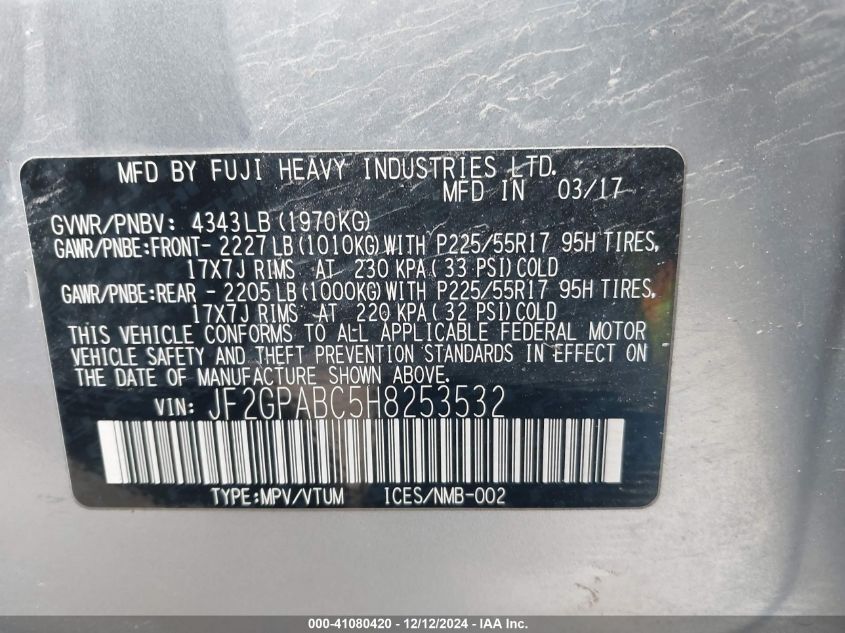 MFD BY FUJI HEAVY INDUSTRIES LTD.
MFD IN 03/17
GVWR/PNBV: 4343LB(1970KG)
GAWR/PNBE:FRONT- 2227LB(1010KG)WITH P225/55R17 95H TIRES,
17X7J RIMS AT 230 KPA( 33 PSI)COLD
GAWR/PNBE:REAR - 2205LB(1000KG)WITH P225/55R17 95H TIRES,
17X7J RIMS AT 220 KPA( 32 PSI)COLD
THIS VEHICLE CONFORMS TO ALL APPLICABLE FEDERAL MOTOR
VEHICLE SAFETY AND THEFT PREVENTION STANDARDS IN EFFECT ON
THE DATE OF MANUFACTURE SHOWN ABOVE.
VIN: JF2GPABC5H8253532
TYPE:MPV/VTUM ICES/NMB-002
000-41080420 - 12/12/2024 - IAA Inc.